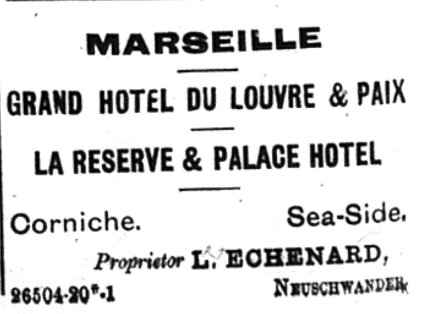 MARSEILLE
GRAND HOTEL DU LOUVRE & PAIX
LA RESERVE & PALACE HOTEL
Corniche. Sea-Side.
Proprietor L. ECHENARD,
26504-20*-1 NEUSCHWANDER